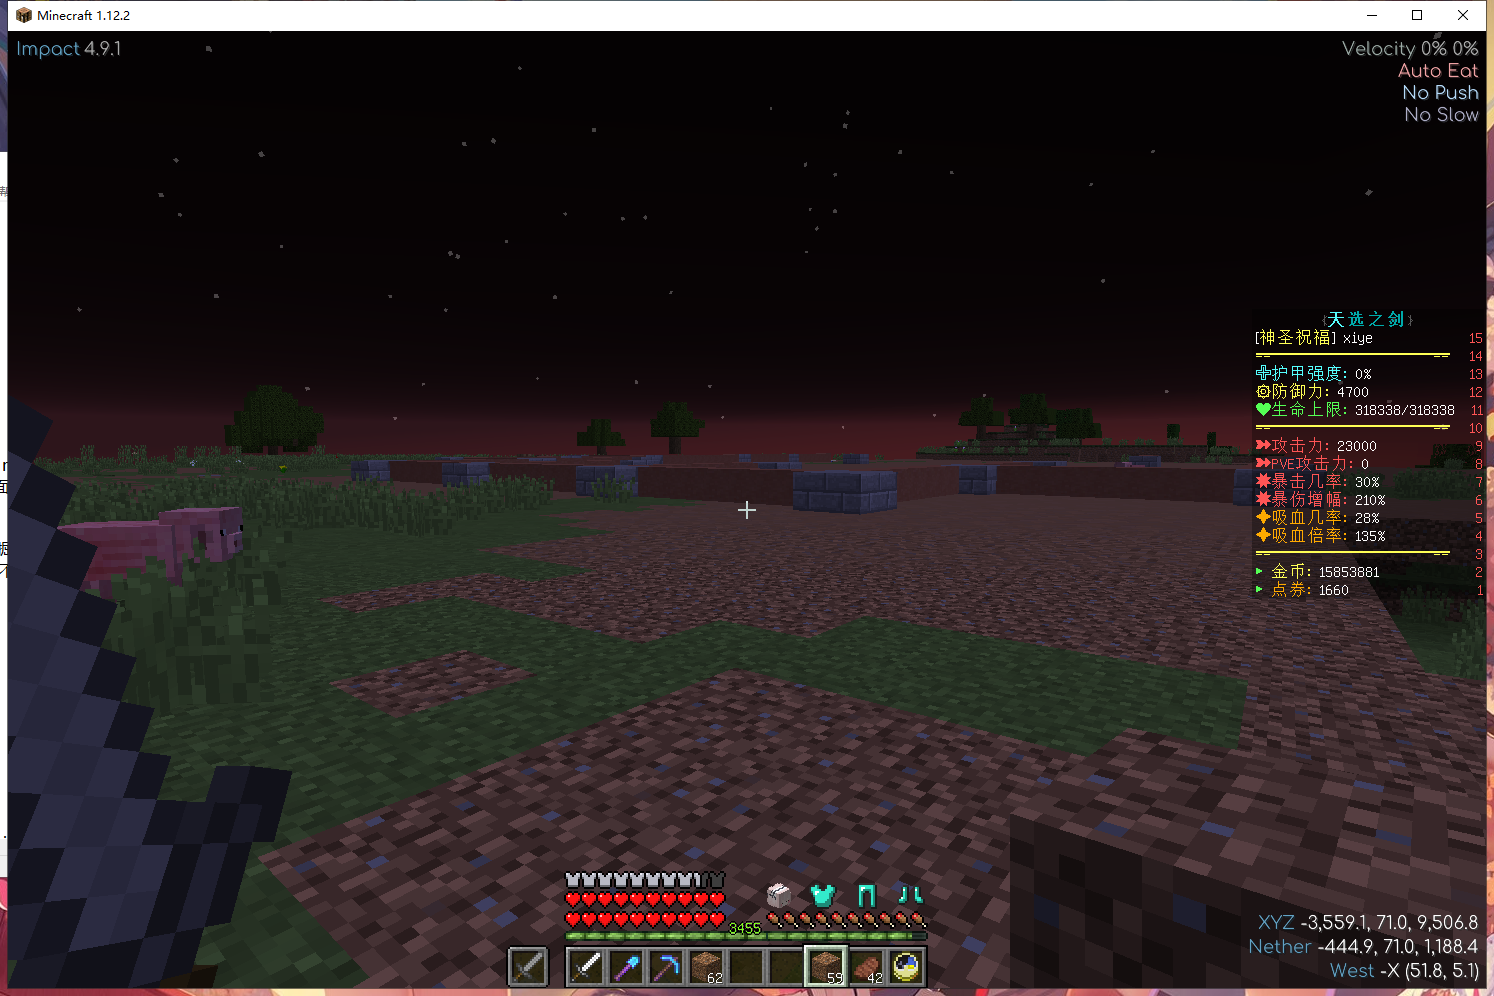 Minecraft 1.12.2
Impact 4.9.1
Velocity 0% 0%
Auto Eat
No Push
No Slow
天选之剑
[神圣祝福] xiye 15
14
护甲强度: 0% 13
防御力: 4700 12
生命上限: 318338/318338 11
10
攻击力: 23000 9
PVE攻击力: 0 8
暴击几率: 30% 7
暴伤增幅: 210% 6
吸血几率: 28% 5
吸血倍率: 135% 4
3
金币: 15853881 2
点券: 1660 1
3455
62
59
42
XYZ -3,559.1, 71.0, 9,506.8
Nether -444.9, 71.0, 1,188.4
West -X (51.8, 5.1)